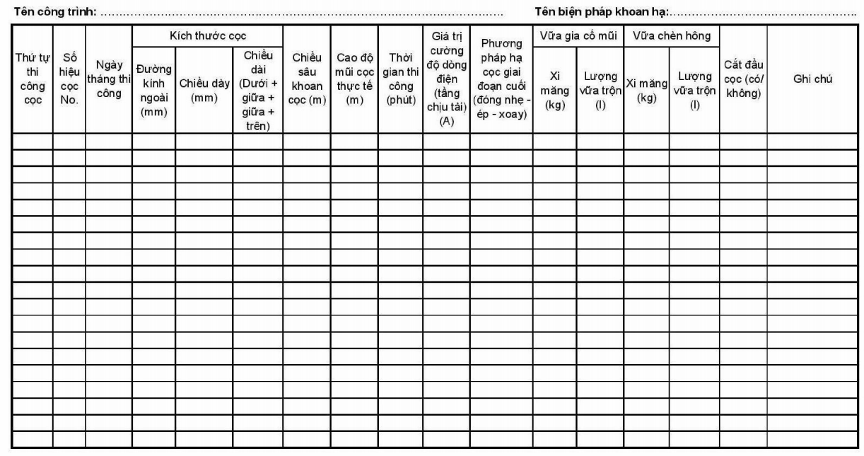 Tên công trình: ........................................ Tên biện pháp khoan hạ:........................................
Thứ tự
thi
công
cọc
Số
hiệu
cọc
No.
Ngày
tháng thi
công
Kích thước cọc
Đường
kính
ngoài
(mm)
Chiều dày
(mm)
Chiều
dài
(Dưới +
giữa +
giữa +
trên)
Chiều
sâu
khoan
cọc (m)
Cao độ
mũi cọc
thực tế
(m)
Thời
gian thi
công
(phút)
Giá trị
cường
độ dòng
điện
(tầng
chịu tải)
(A)
Phương
pháp hạ
cọc giai
đoạn cuối
(đóng nhẹ -
ép - xoay)
Vữa gia cố mũi
Xi
măng
(kg)
Lượng
vữa trộn
(l)
Vữa chèn hông
Xi măng
(kg)
Lượng
vữa trộn
(l)
Cắt đầu
cọc (có/
không)
Ghi chú